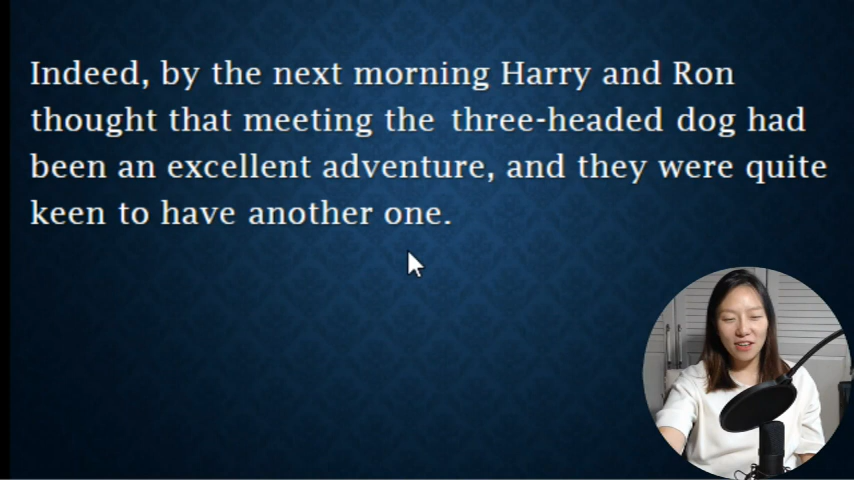 Indeed, by the next morning Harry and Ron
thought that meeting the three-headed dog had
been an excellent adventure, and they were quite
keen to have another one.